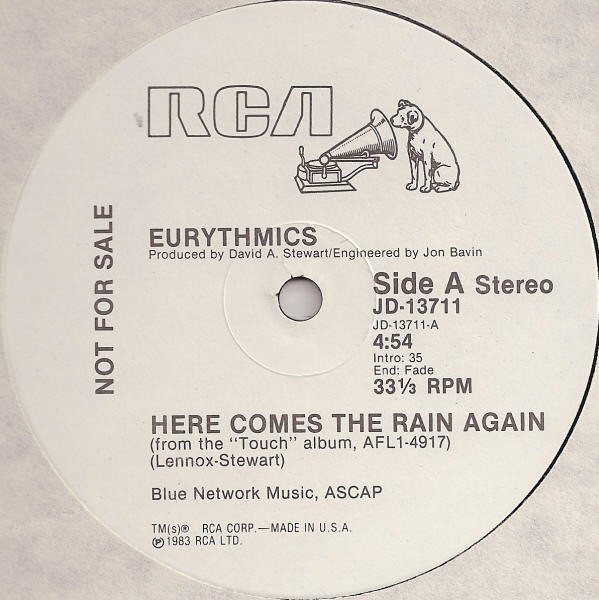 RCA
NOT FOR SALE
EURYTHMICS
Produced by David A. Stewart/Engineered by Jon Bavin
Side A Stereo
JD-13711
JD-13711-A
4:54
Intro: 35
End: Fade
33⅓ RPM
HERE COMES THE RAIN AGAIN
(from the "Touch" album, AFL1-4917)
(Lennox-Stewart)
Blue Network Music, ASCAP
TM(s)® RCA CORP.—MADE IN U.S.A.
℗1983 RCA LTD.